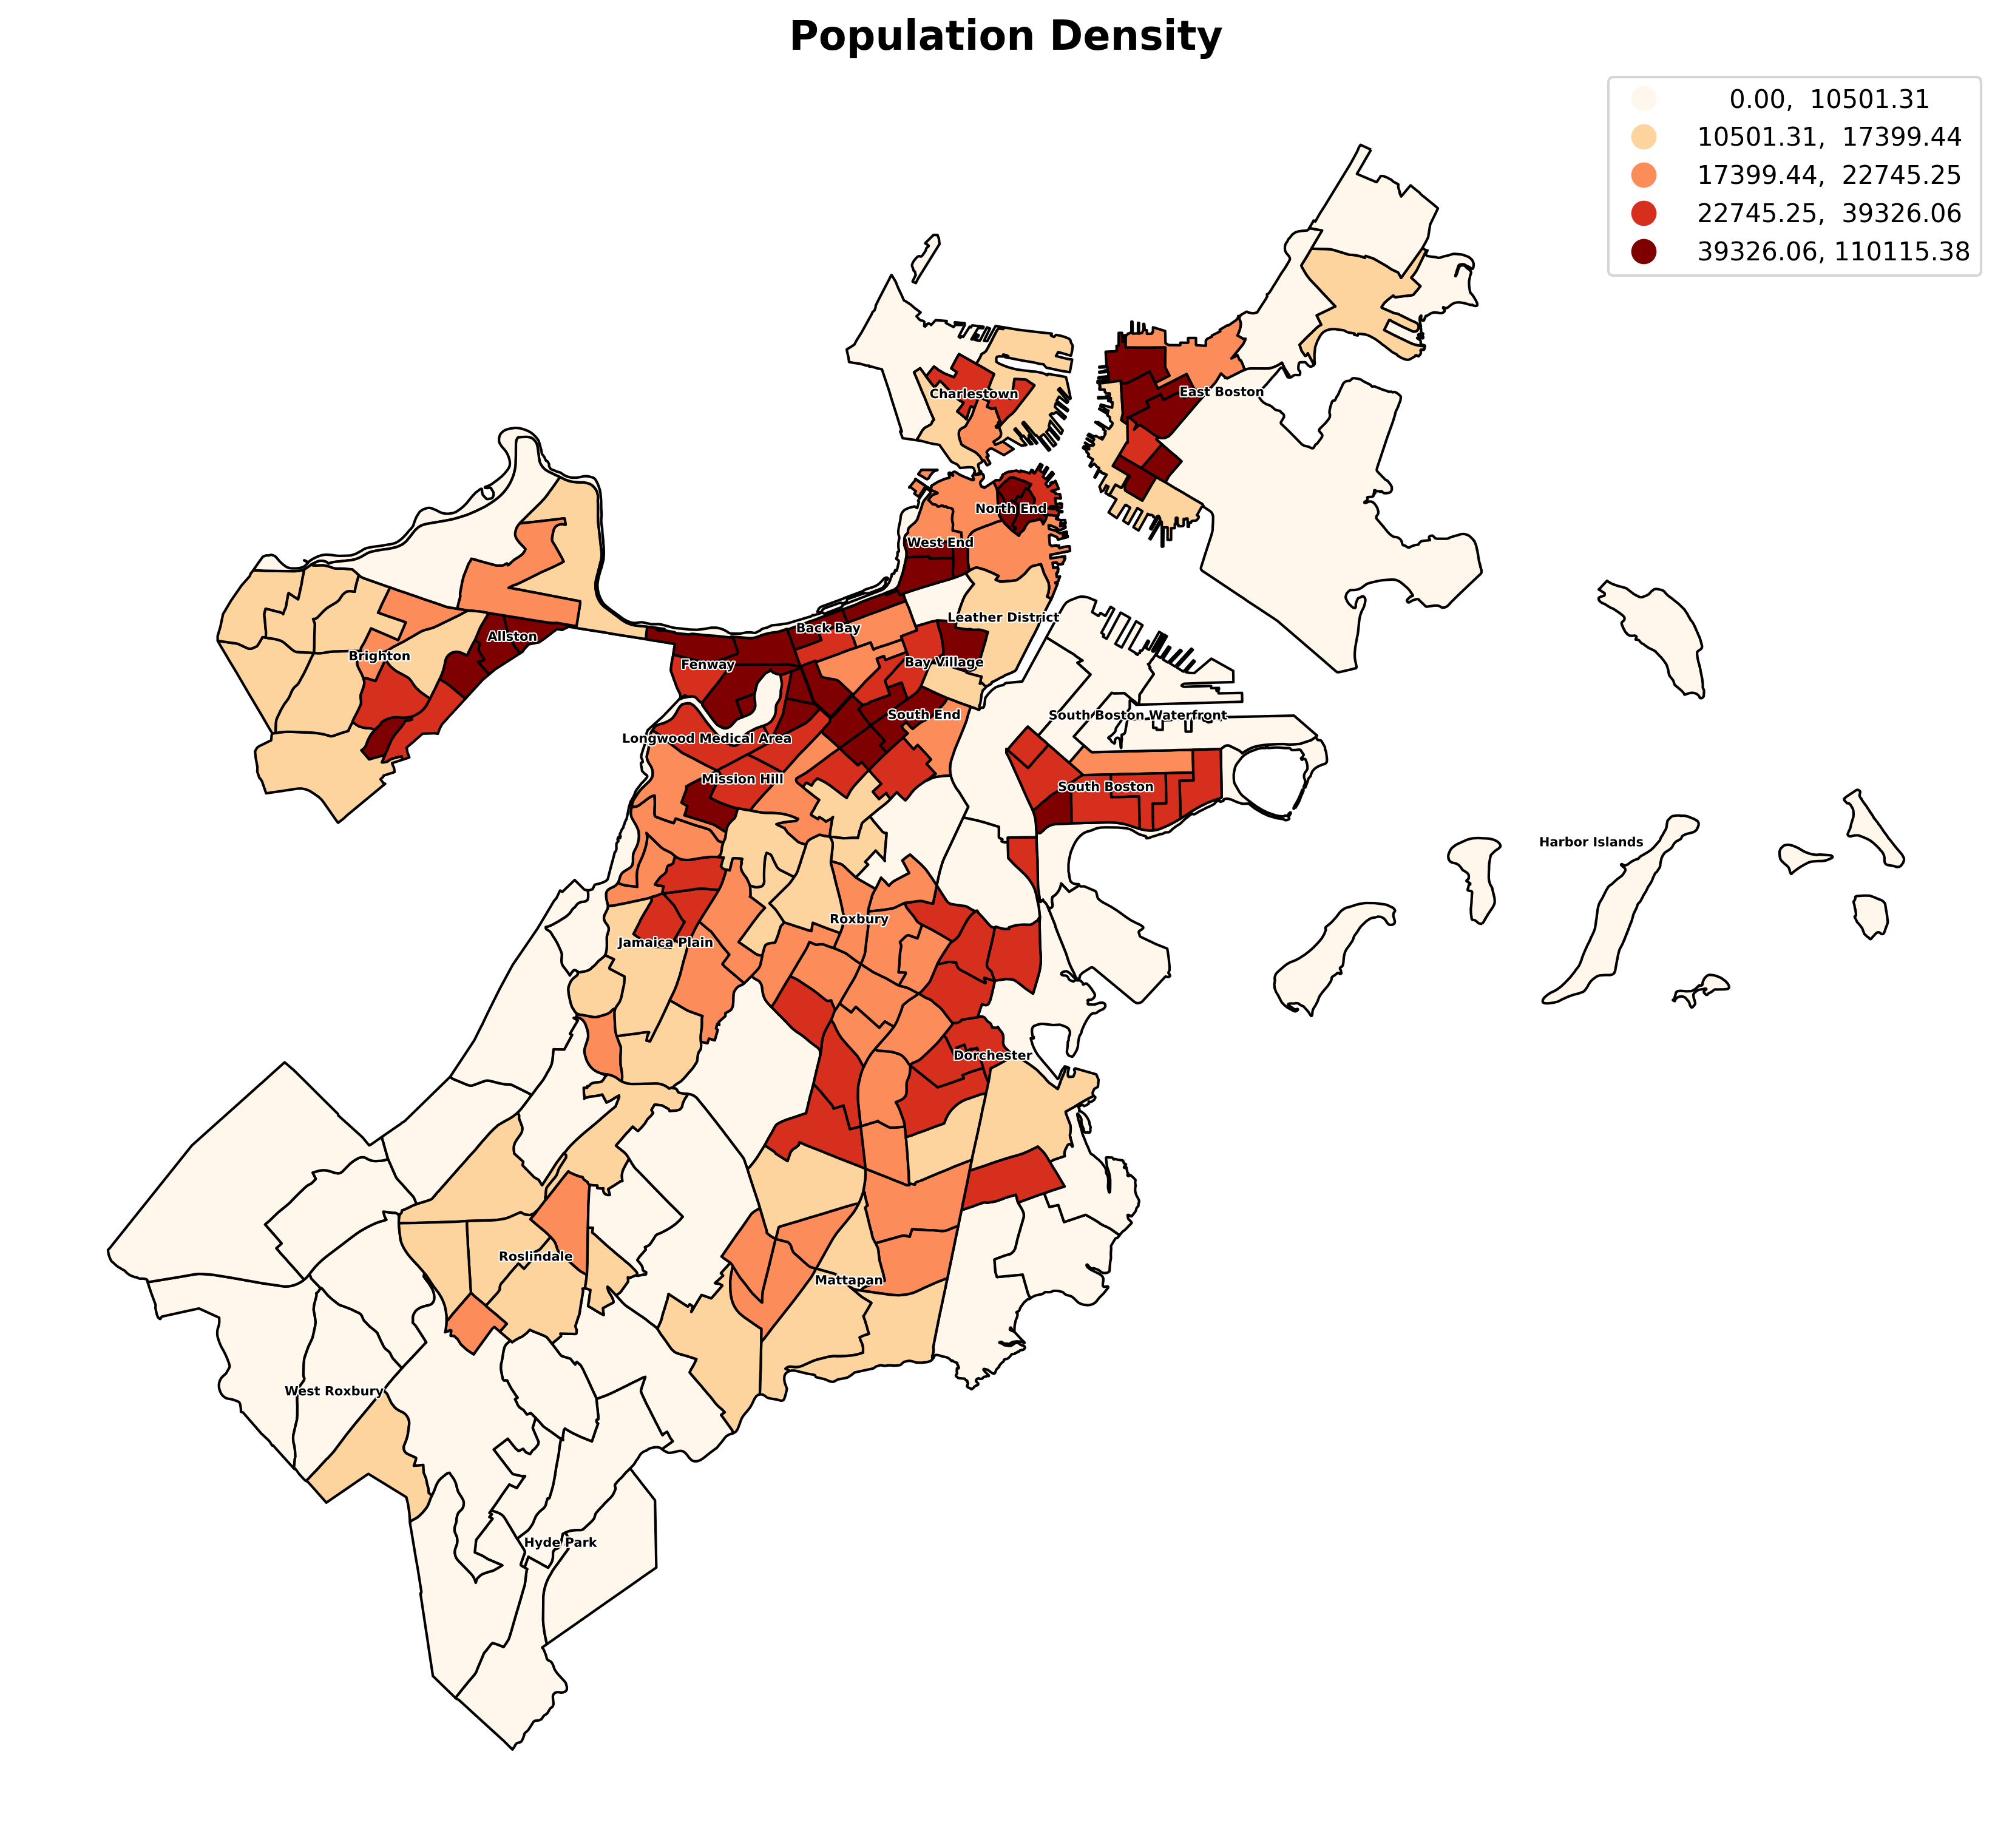 Population Density
0.00, 10501.31
10501.31, 17399.44
17399.44, 22745.25
22745.25, 39326.06
39326.06, 110115.38
Charlestown
East Boston
North End
West End
Leather District
Back Bay
Allston
Brighton
Fenway
Bay Village
South End
South Boston Waterfront
Longwood Medical Area
Mission Hill
South Boston
Harbor Islands
Roxbury
Jamaica Plain
Dorchester
Roslindale
Mattapan
West Roxbury
Hyde Park